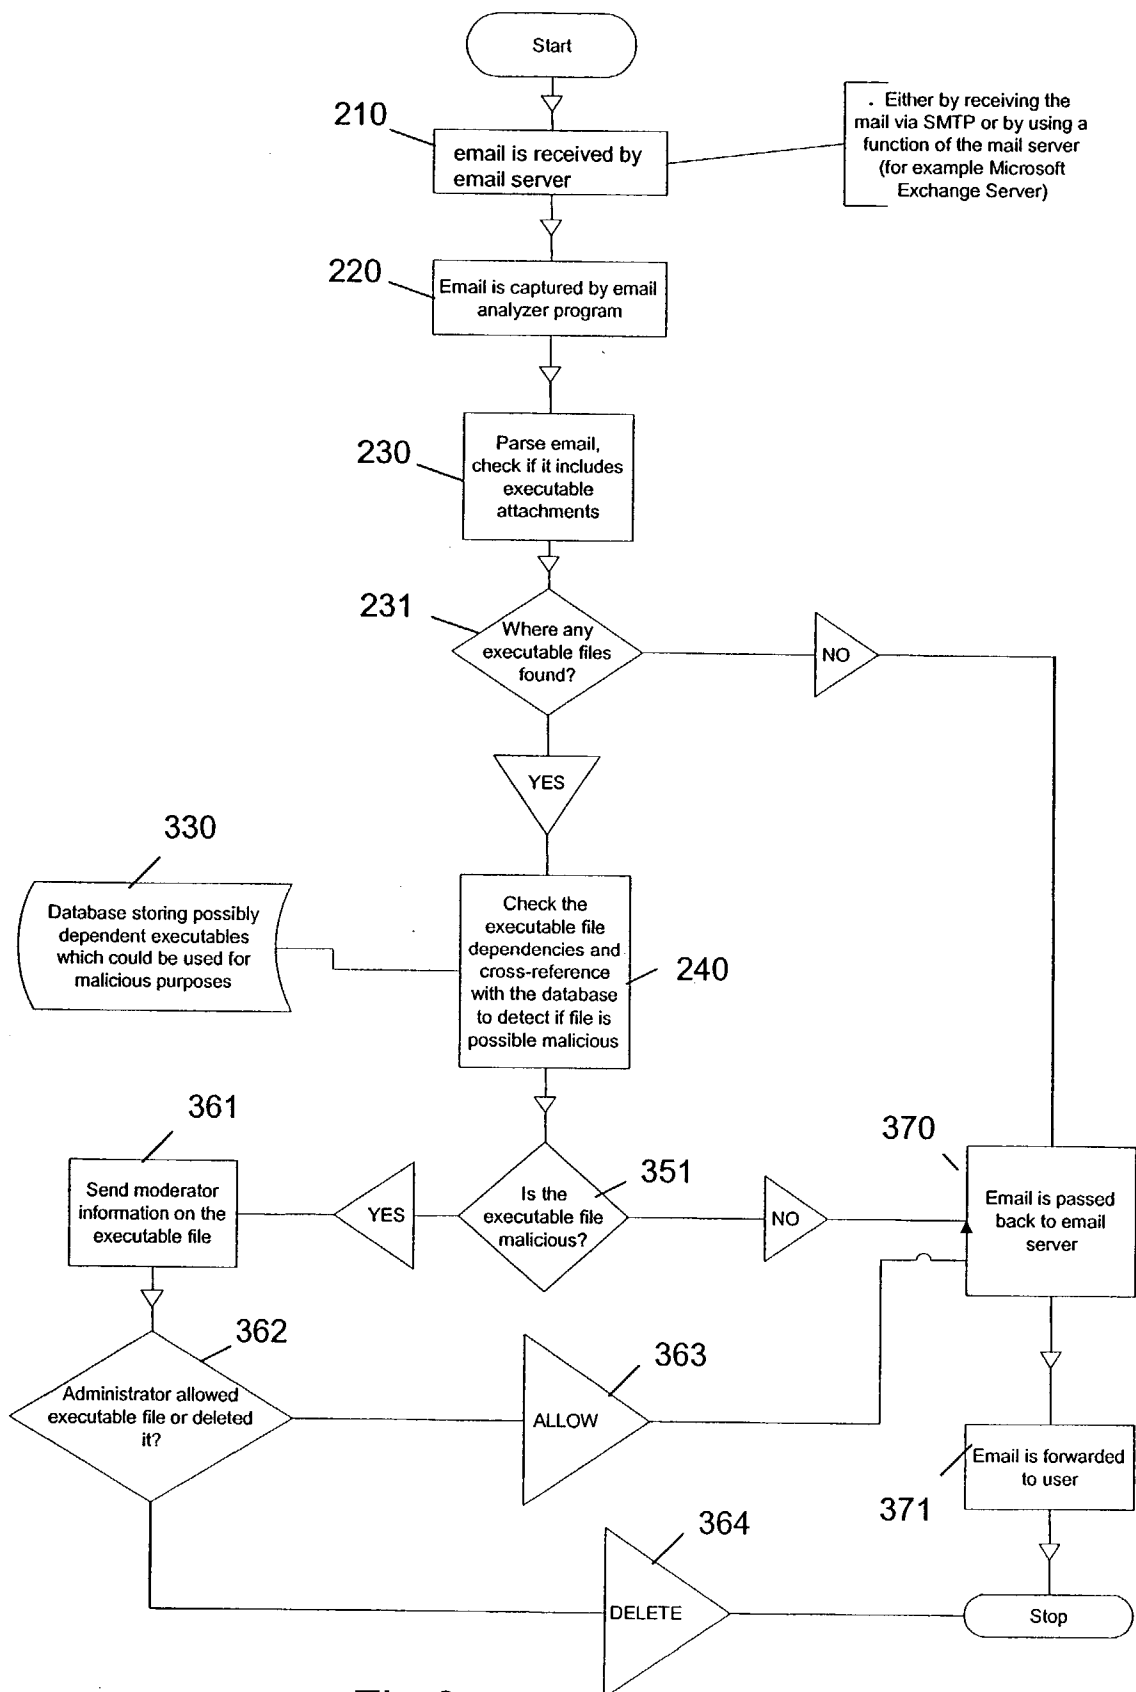 Start
210
email is received by
email server
. Either by receiving the
mail via SMTP or by using a
function of the mail server
(for example Microsoft
Exchange Server)
220
Email is captured by email
analyzer program
230
Parse email,
check if it includes
executable
attachments
231
Where any
executable files
found?
NO
YES
330
Database storing possibly
dependent executables
which could be used for
malicious purposes
Check the
executable file
dependencies and
cross-reference
with the database
to detect if file is
possible malicious
240
361
Send moderator
information on the
executable file
YES
351
Is the
executable file
malicious?
NO
370
Email is passed
back to email
server
362
Administrator allowed
executable file or deleted
it?
363
ALLOW
371
Email is forwarded
to user
364
DELETE
Stop